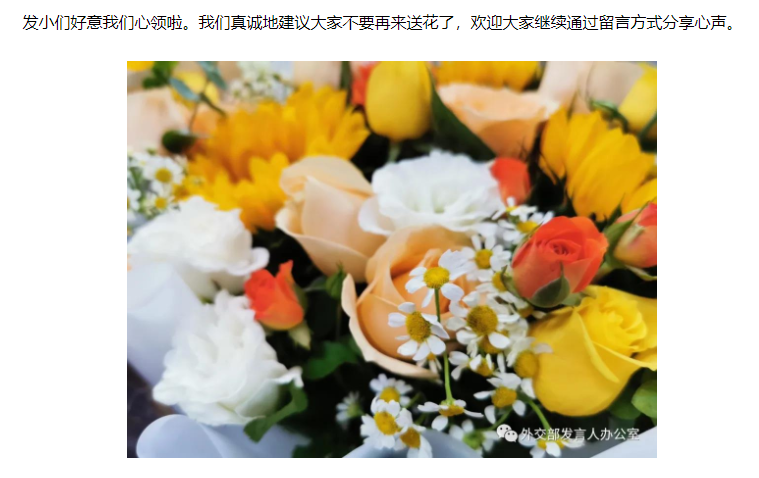 发小们好意我们心领啦。我们真诚地建议大家不要再来送花了，欢迎大家继续通过留言方式分享心声。
外交部发言人办公室